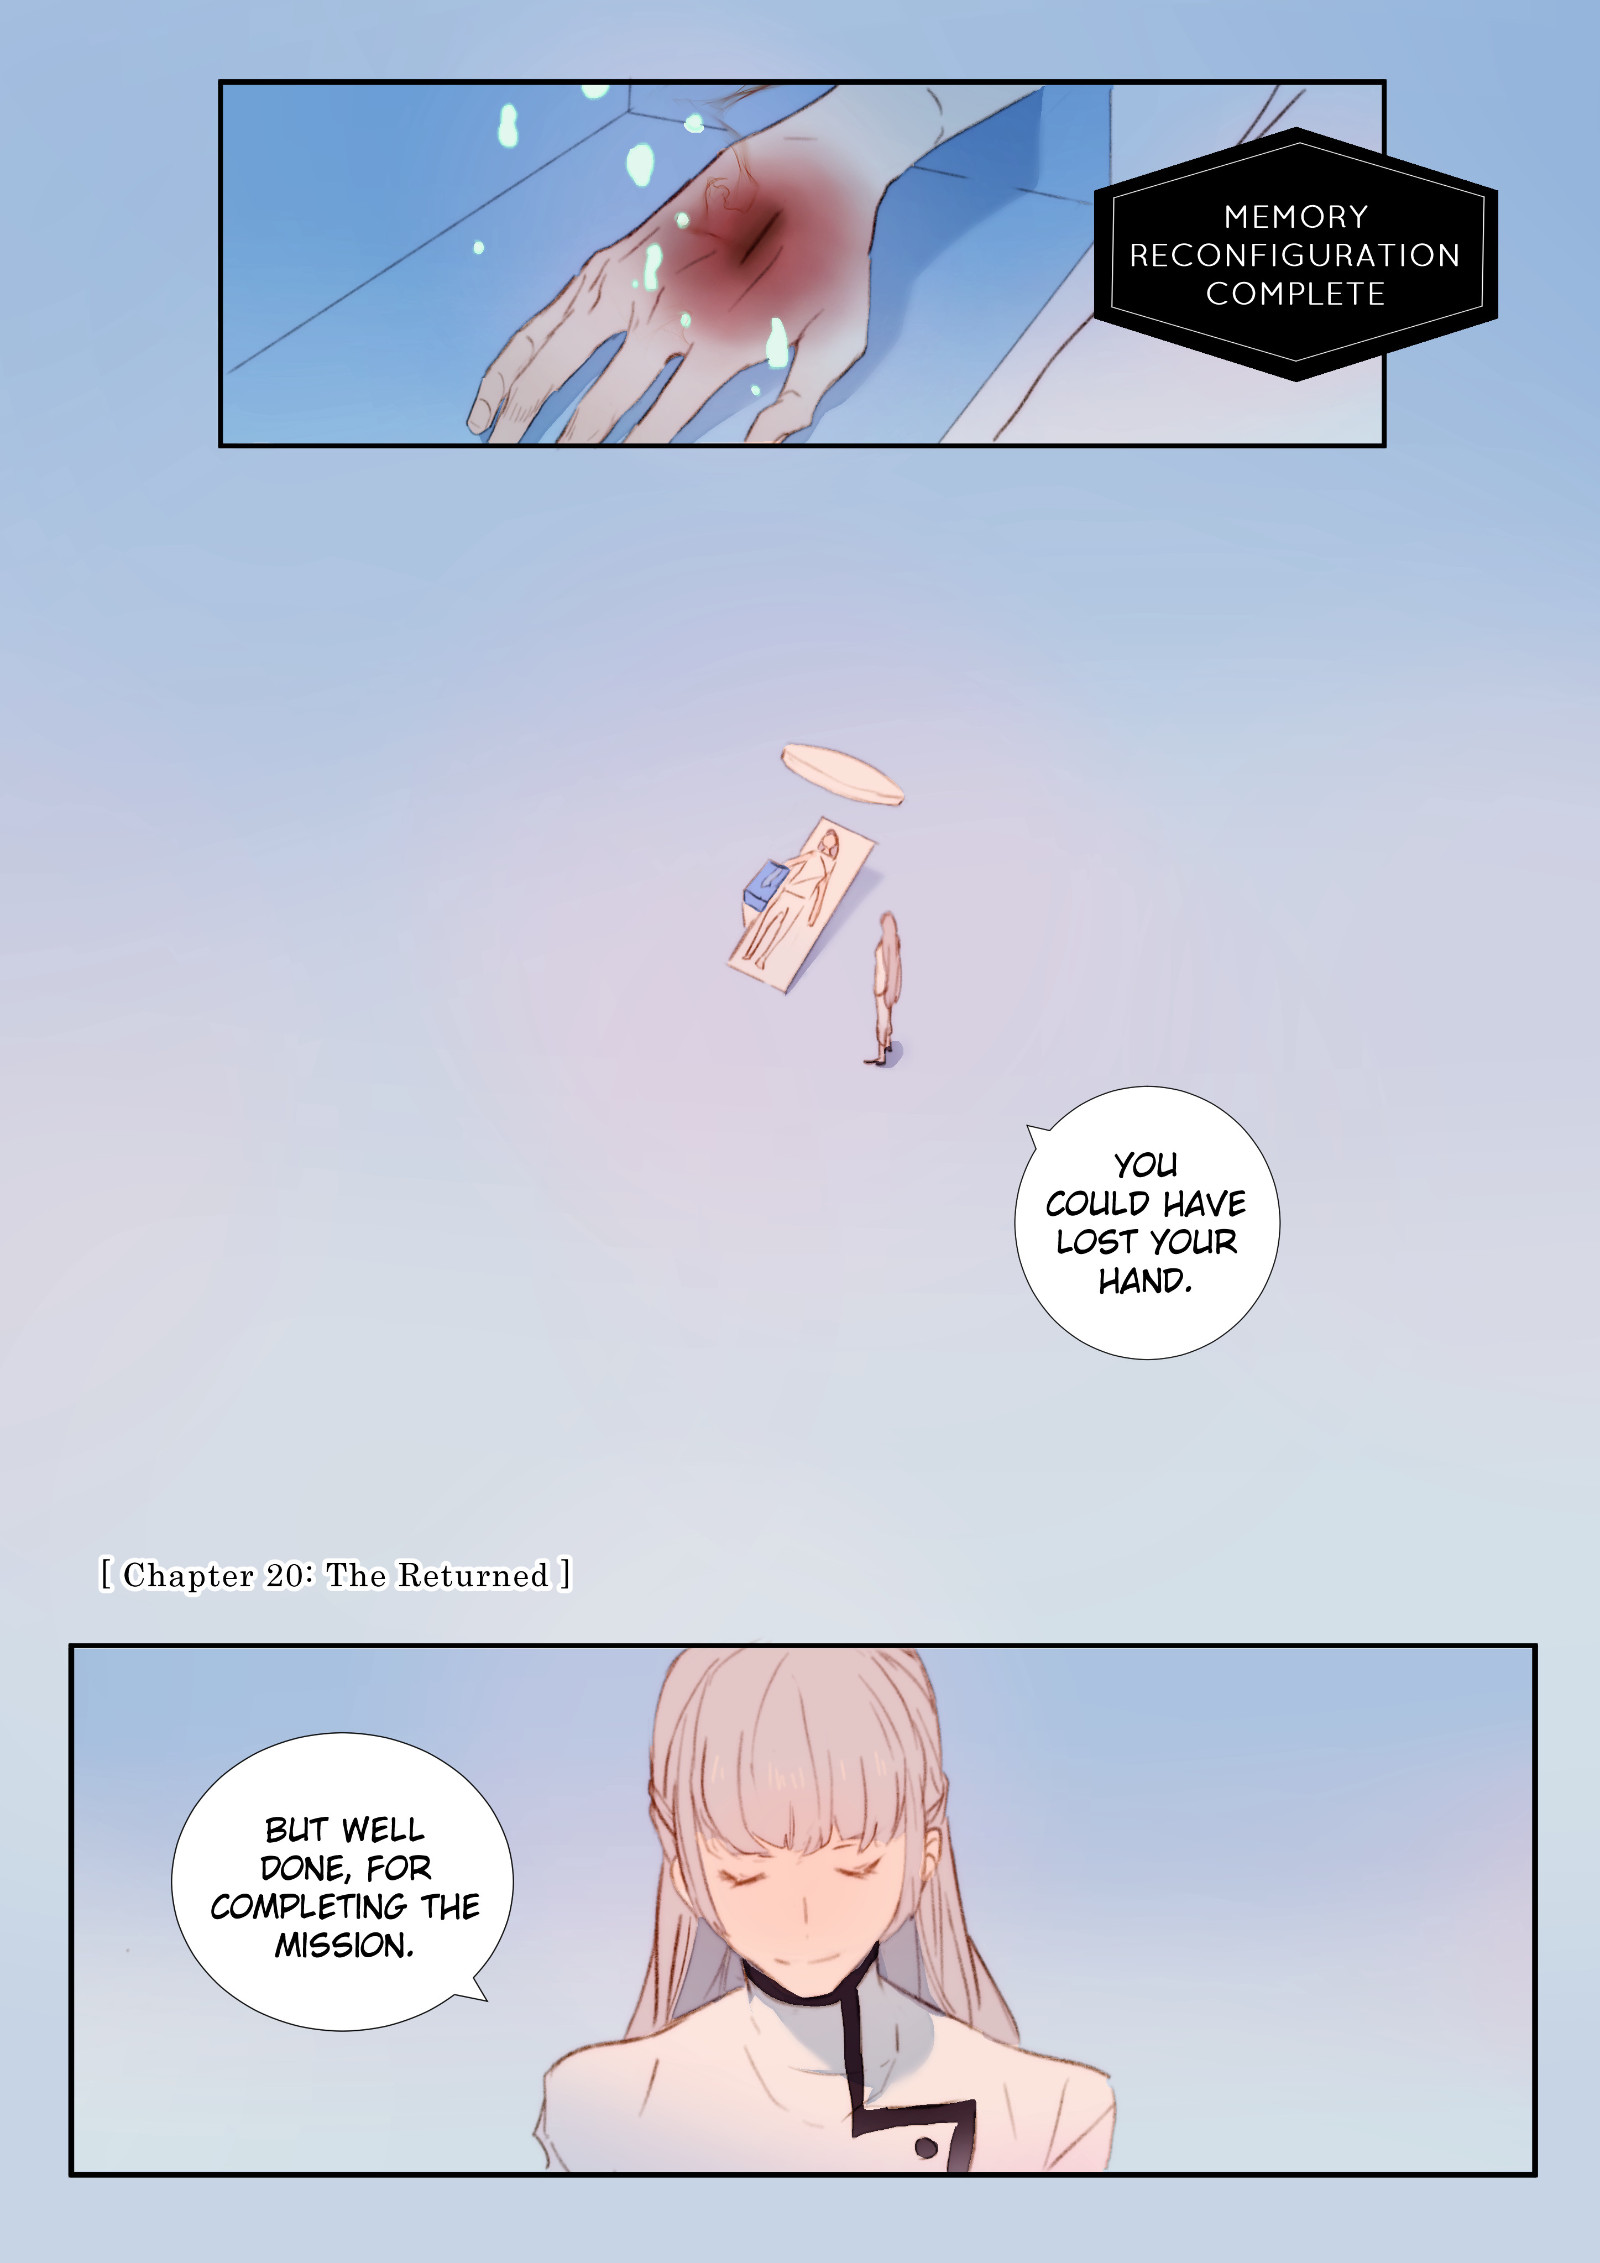 MEMORY
RECONFIGURATION
COMPLETE
YOU
COULD HAVE
LOST YOUR
HAND.
[ Chapter 20: The Returned ]
BUT WELL
DONE, FOR
COMPLETING THE
MISSION.